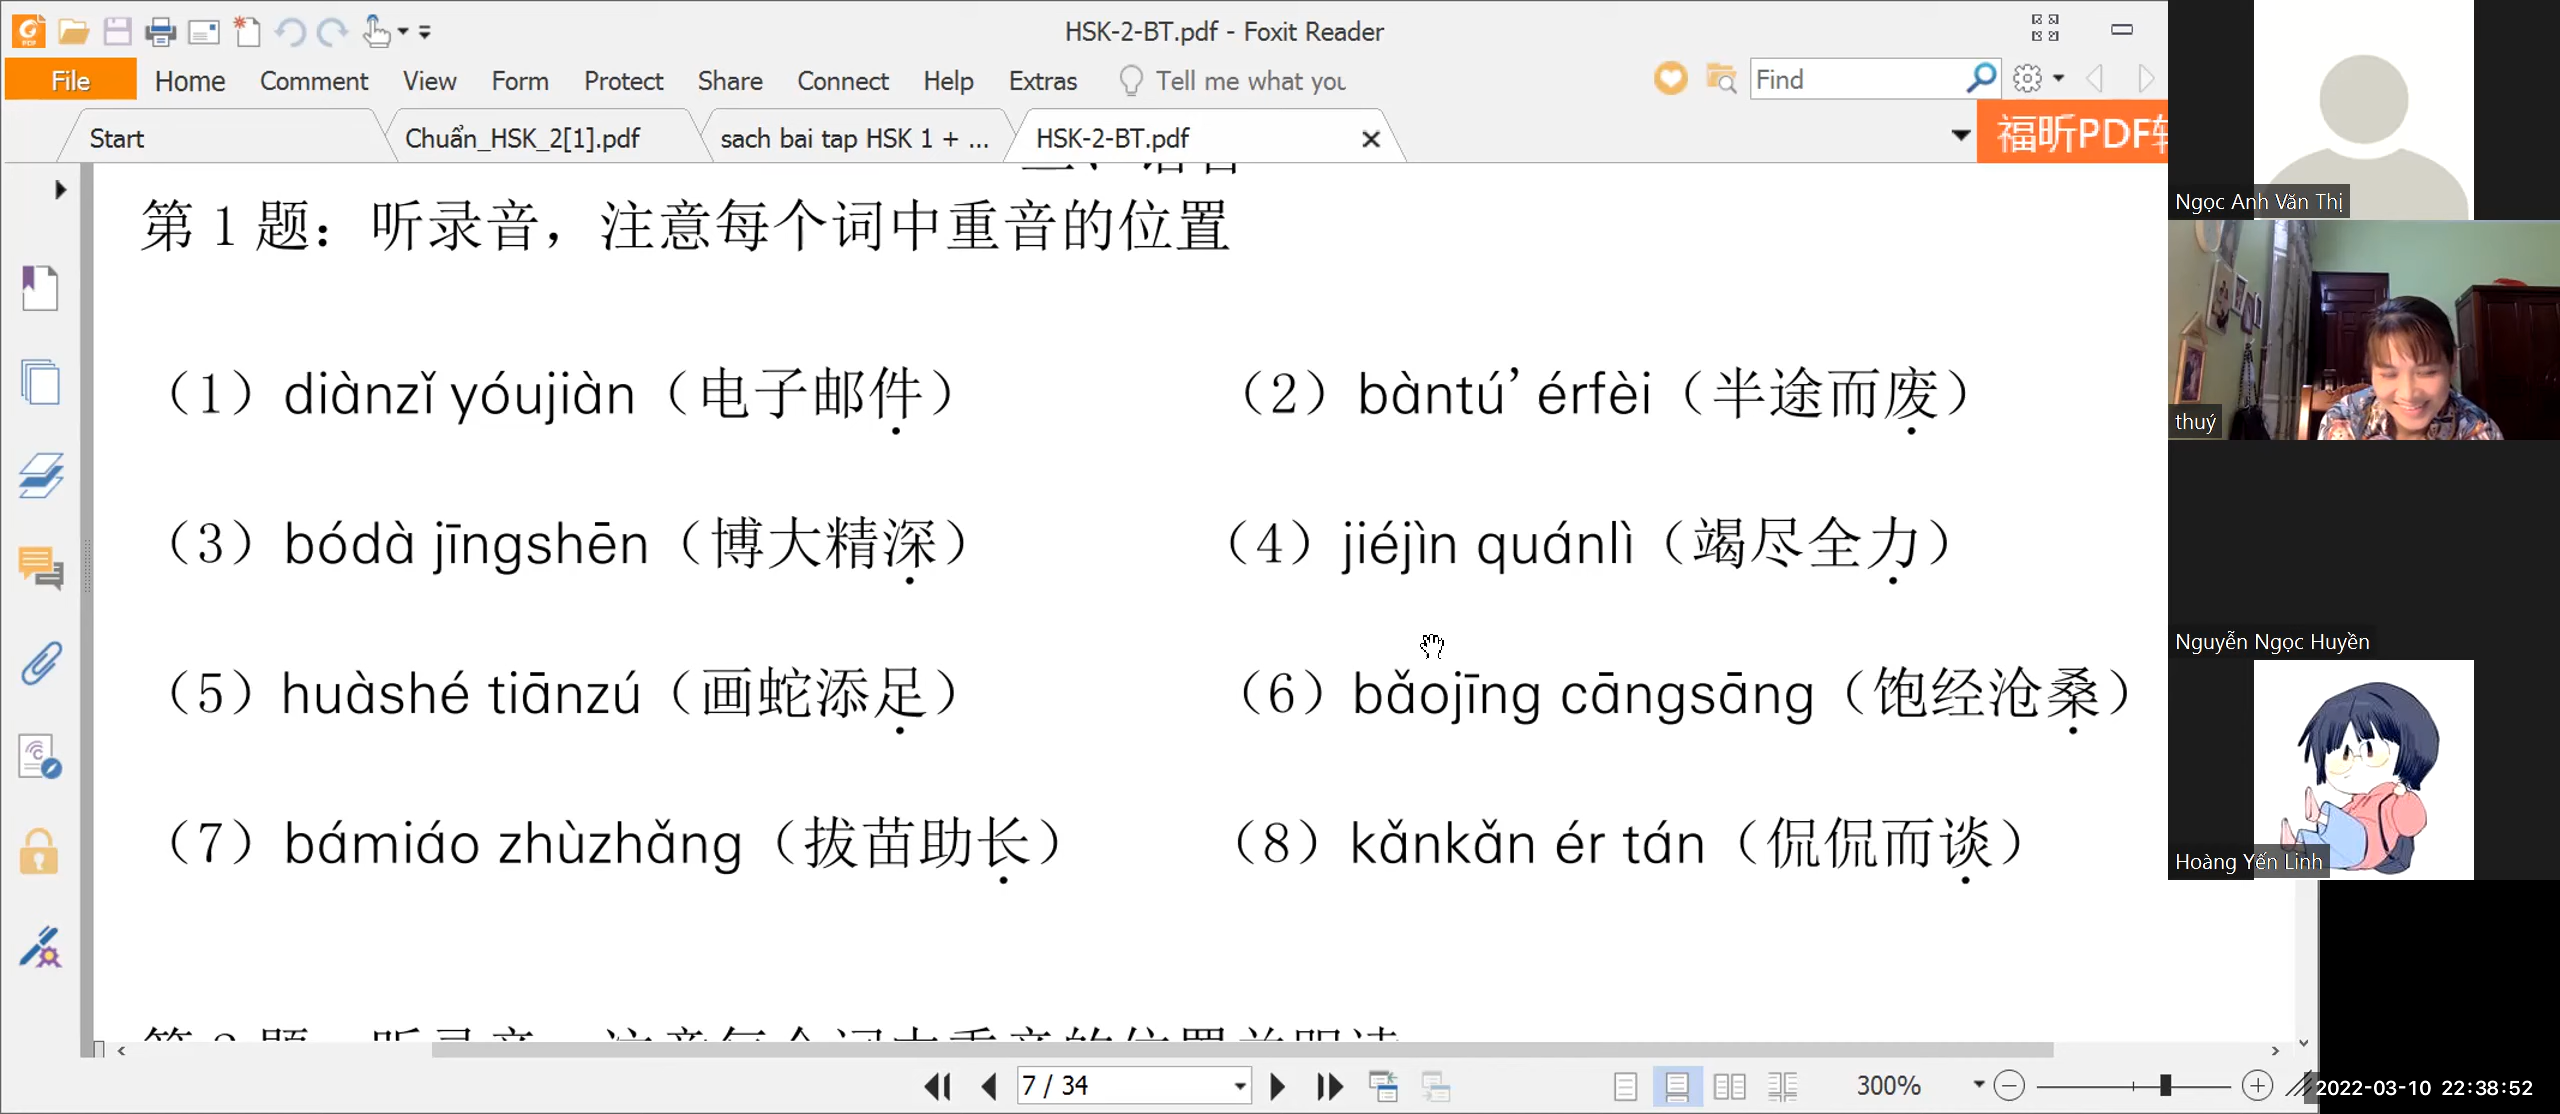 HSK-2-BT.pdf - Foxit Reader
File Home Comment View Form Protect Share Connect Help Extras Tell me what you Find
Start Chuẩn_HSK_2[1].pdf sach bai tap HSK 1 + ... HSK-2-BT.pdf 福昕PDF
第 1 题：听录音，注意每个词中重音的位置
（1）diànzǐ yóujiàn（电子邮件） （2）bàntú’érfèi（半途而废）
（3）bódà jīngshēn（博大精深） （4）jiéjìn quánlì（竭尽全力）
（5）huàshé tiānzú（画蛇添足） （6）bǎojīng cāngsāng（饱经沧桑）
（7）bámiáo zhùzhǎng（拔苗助长） （8）kǎnkǎn ér tán（侃侃而谈）
7 / 34 300%
Ngọc Anh Văn Thị
thuý
Nguyễn Ngọc Huyền
Hoàng Yến Linh
2022-03-10 22:38:52